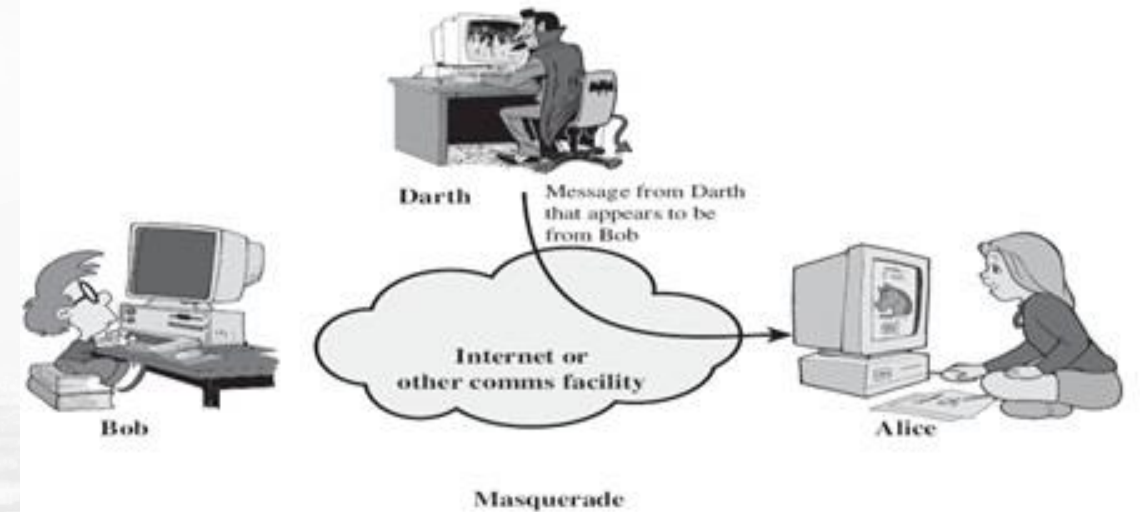 Darth
Message from Darth
that appears to be
from Bob
Internet or
other comms facility
Bob
Alice
Masquerade